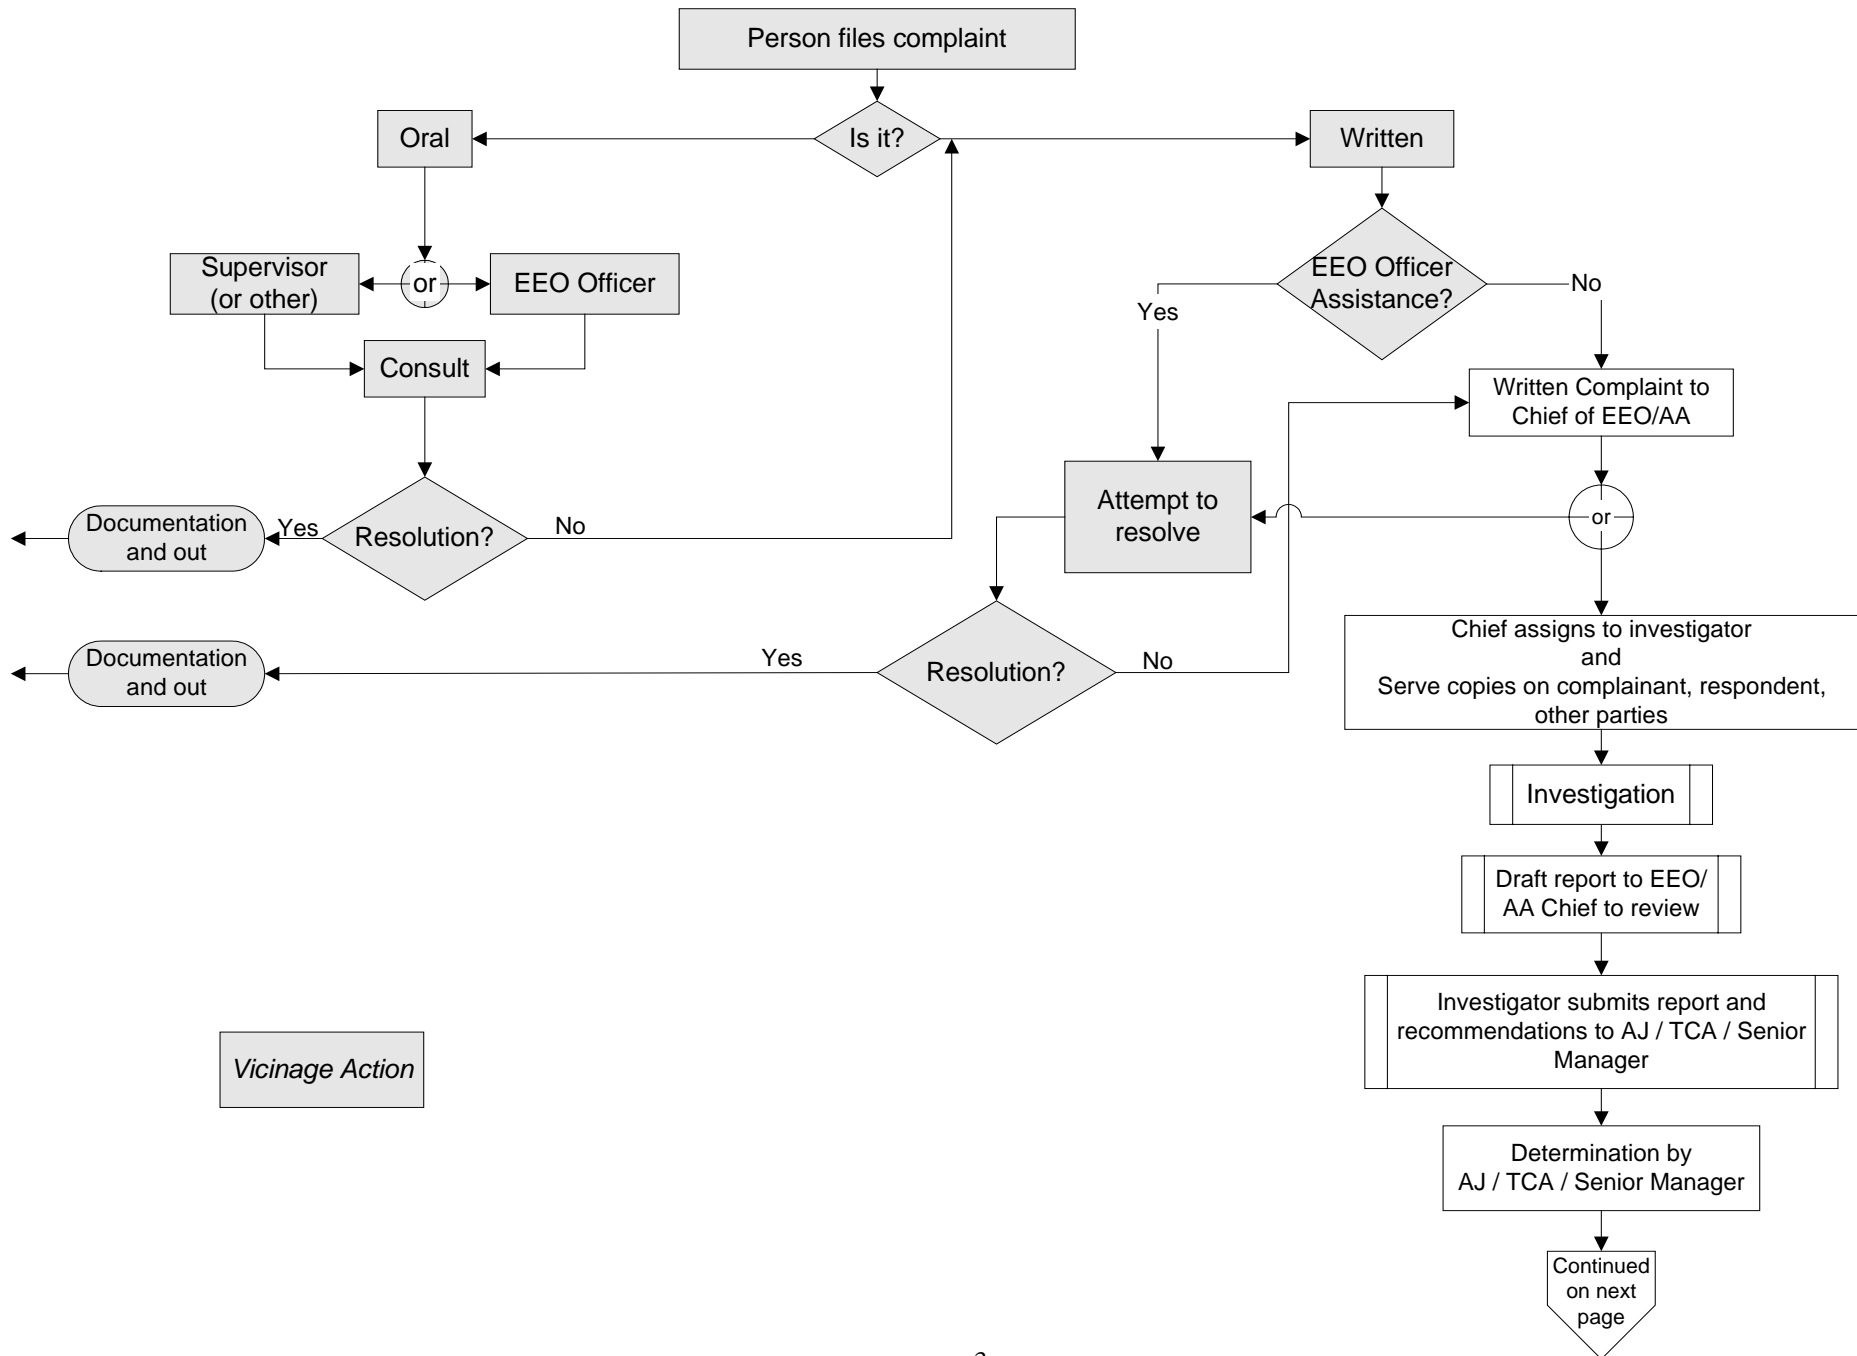 Person files complaint
Oral
Is it?
Written
Supervisor
(or other)
or
EEO Officer
EEO Officer
Assistance?
Yes
No
Consult
Written Complaint to
Chief of EEO/AA
Attempt to
resolve
or
Documentation
and out
Yes
Resolution?
No
Documentation
and out
Yes
Resolution?
No
Chief assigns to investigator
and
Serve copies on complainant, respondent,
other parties
Investigation
Draft report to EEO/
AA Chief to review
Investigator submits report and
recommendations to AJ / TCA / Senior
Manager
Vicinage Action
Determination by
AJ / TCA / Senior Manager
Continued
on next
page